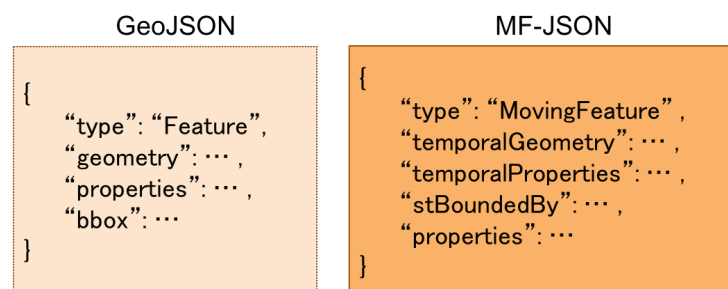 GeoJSON
{
“type”: “Feature”,
“geometry”: ··· ,
“properties”: ··· ,
“bbox”: ···
}
MF-JSON
{
“type”: “MovingFeature” ,
“temporalGeometry”: ··· ,
“temporalProperties”: ··· ,
“stBoundedBy”: ··· ,
“properties”: ···
}